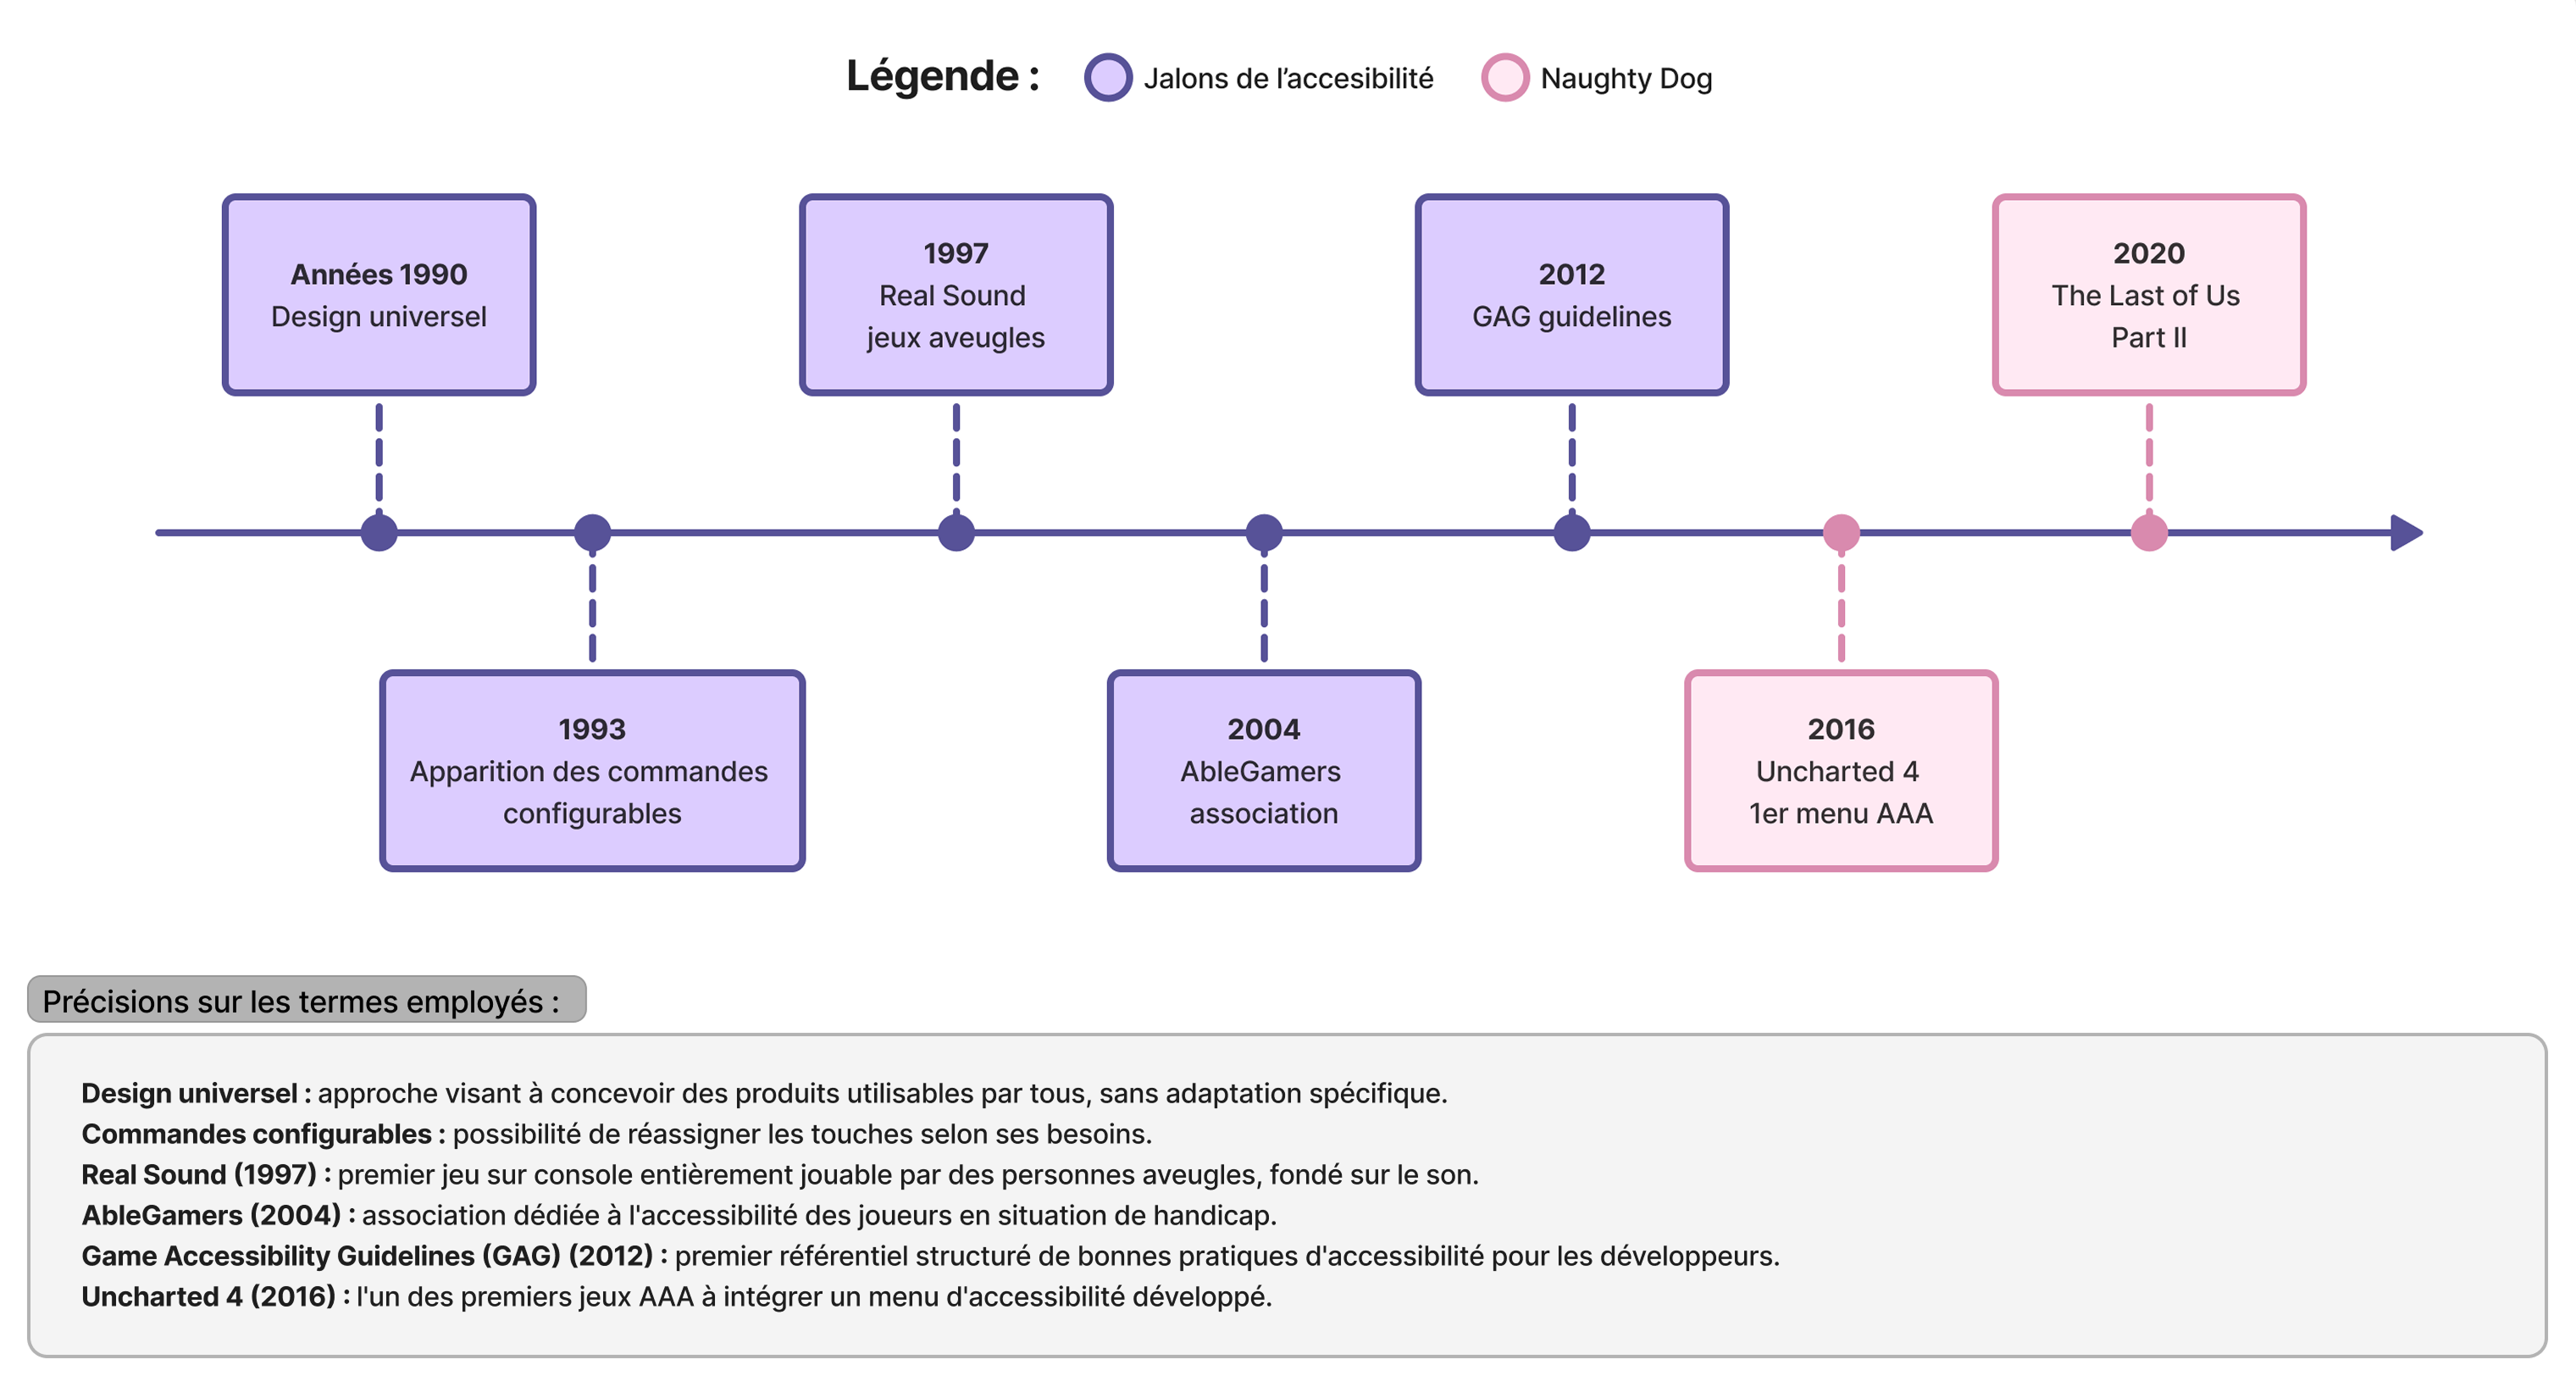 Légende :
Jalons de l’accesibilité
Naughty Dog
Années 1990
Design universel
1997
Real Sound
jeux aveugles
2012
GAG guidelines
2020
The Last of Us
Part II
1993
Apparition des commandes
configurables
2004
AbleGamers
association
2016
Uncharted 4
1er menu AAA
Précisions sur les termes employés :
Design universel : approche visant à concevoir des produits utilisables par tous, sans adaptation spécifique.
Commandes configurables : possibilité de réassigner les touches selon ses besoins.
Real Sound (1997) : premier jeu sur console entièrement jouable par des personnes aveugles, fondé sur le son.
AbleGamers (2004) : association dédiée à l'accessibilité des joueurs en situation de handicap.
Game Accessibility Guidelines (GAG) (2012) : premier référentiel structuré de bonnes pratiques d'accessibilité pour les développeurs.
Uncharted 4 (2016) : l'un des premiers jeux AAA à intégrer un menu d'accessibilité développé.